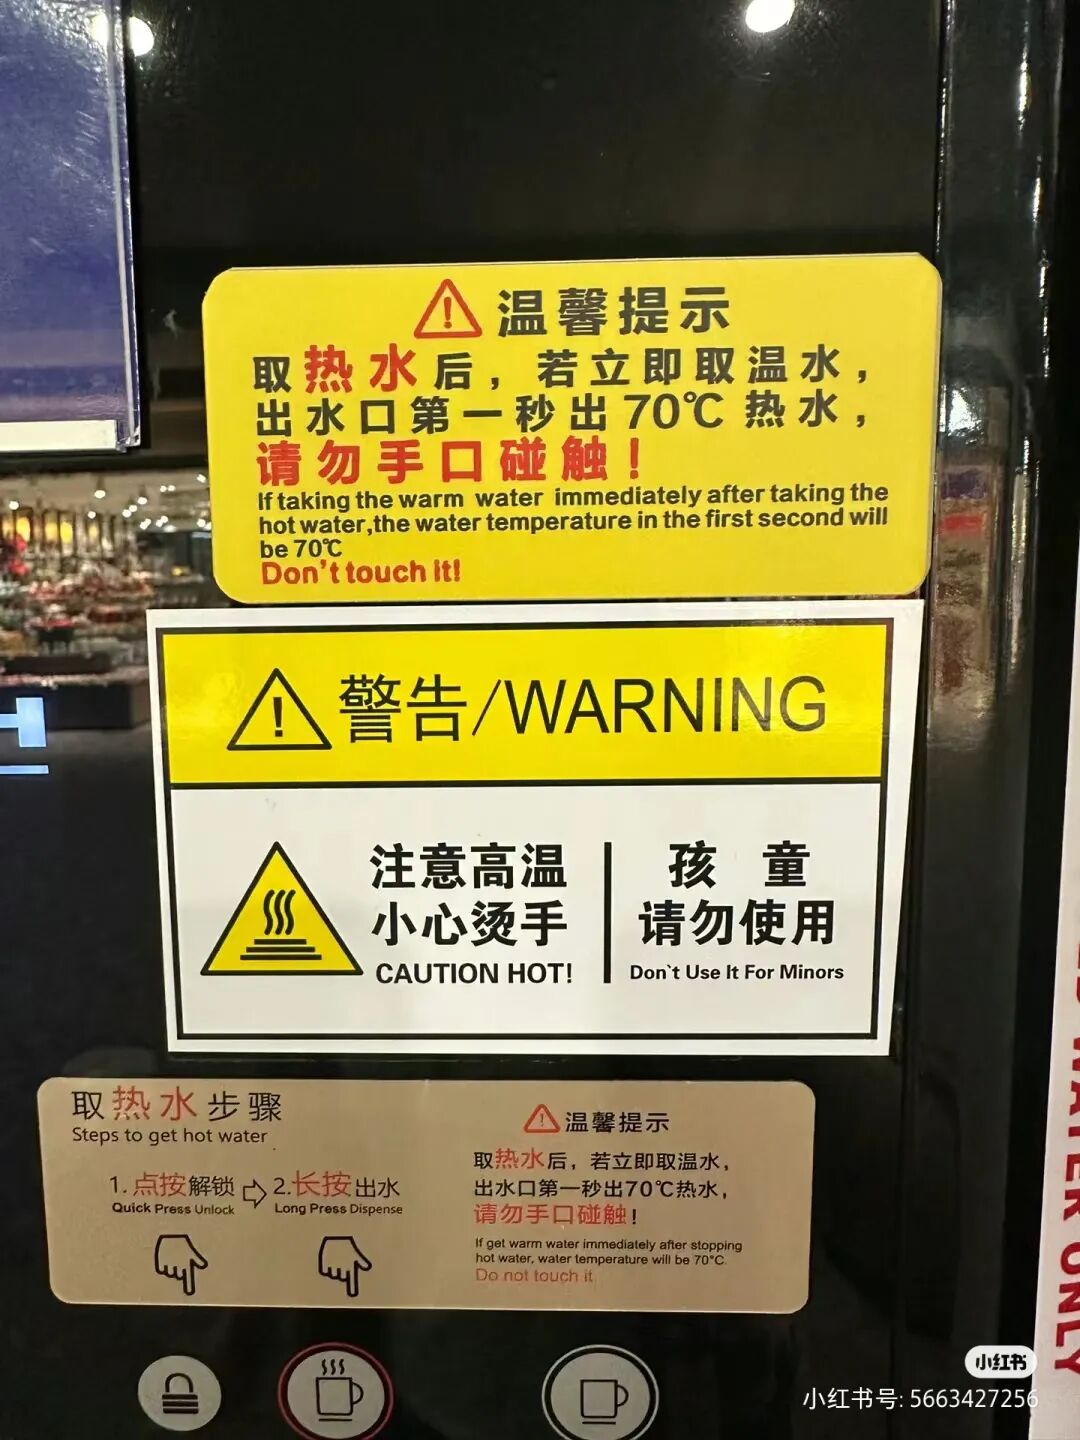 温馨提示
取热水后，若立即取温水，
出水口第一秒出70℃热水，
请勿手口碰触！
If taking the warm water immediately after taking the
hot water,the water temperature in the first second will
be 70℃
Don't touch it!
警告/WARNING
注意高温
小心烫手
CAUTION HOT!
孩 童
请勿使用
Don`t Use It For Minors
取热水步骤
Steps to get hot water
1.点按解锁
Quick Press Unlock
2.长按出水
Long Press Dispense
温馨提示
取热水后，若立即取温水，
出水口第一秒出70℃热水，
请勿手口碰触！
If get warm water immediately after stopping
hot water, water temperature will be 70°C.
Do not touch it
WATER ONLY
小红书
小红书号: 5663427256